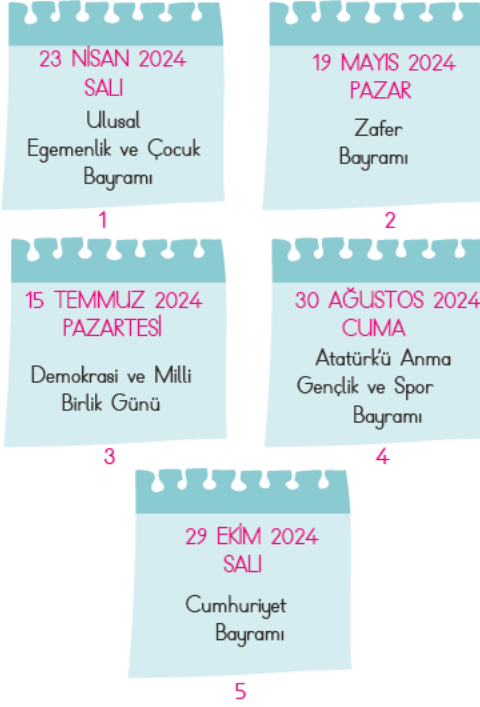 23 NİSAN 2024
SALI
Ulusal
Egemenlik ve Çocuk
Bayramı
1
19 MAYIS 2024
PAZAR
Zafer
Bayramı
2
15 TEMMUZ 2024
PAZARTESİ
Demokrasi ve Milli
Birlik Günü
3
30 AĞUSTOS 2024
CUMA
Atatürk'ü Anma
Gençlik ve Spor
Bayramı
4
29 EKİM 2024
SALI
Cumhuriyet
Bayramı
5